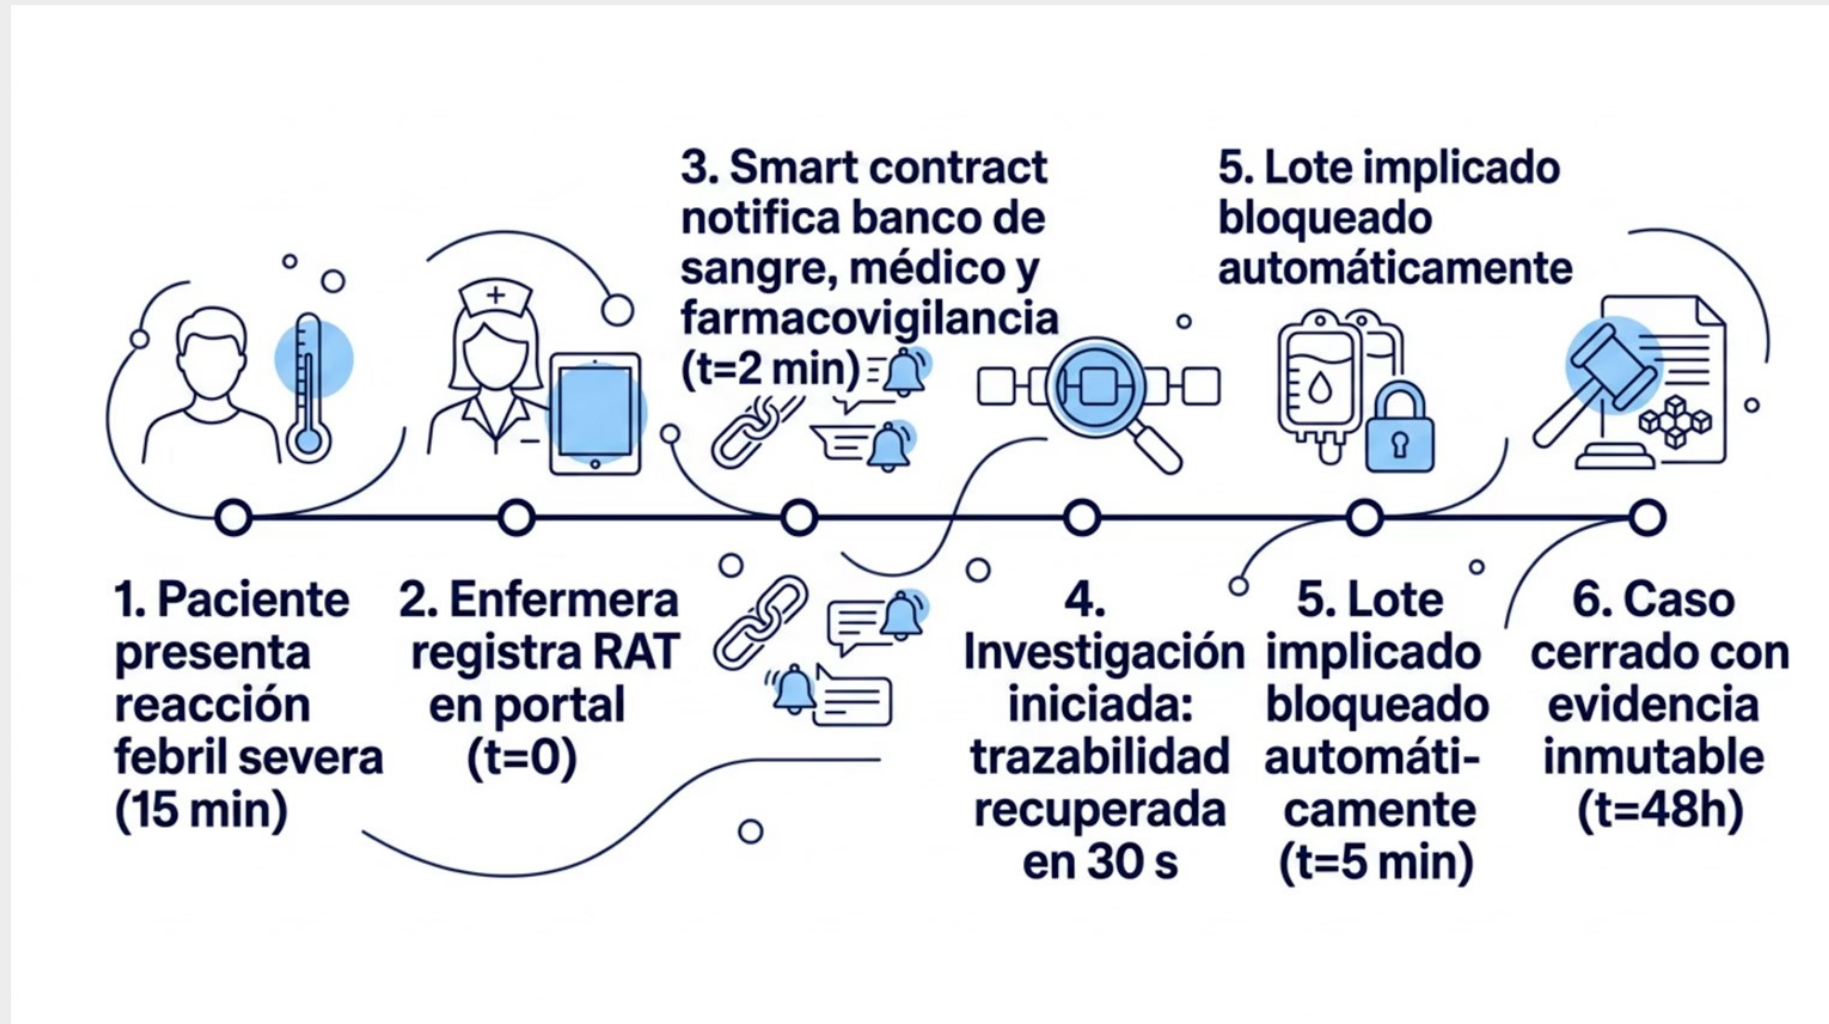 1. Paciente
presenta
reacción
febril severa
(15 min)
2. Enfermera
registra RAT
en portal
(t=0)
3. Smart contract
notifica banco de
sangre, médico y
farmacovigilancia
(t=2 min)
4.
Investigación
iniciada:
trazabilidad
recuperada
en 30 s
5. Lote implicado
bloqueado
automáticamente
5. Lote
implicado
bloqueado
automáti-
camente
(t=5 min)
6. Caso
cerrado con
evidencia
inmutable
(t=48h)